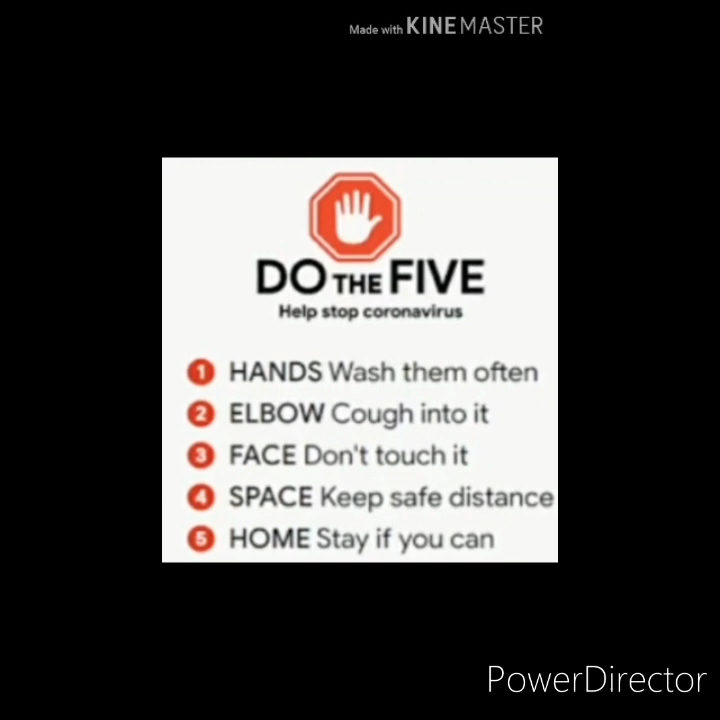 Made with KINEMASTER
DO THE FIVE
Help stop coronavirus
1 HANDS Wash them often
2 ELBOW Cough into it
3 FACE Don't touch it
4 SPACE Keep safe distance
5 HOME Stay if you can
PowerDirector